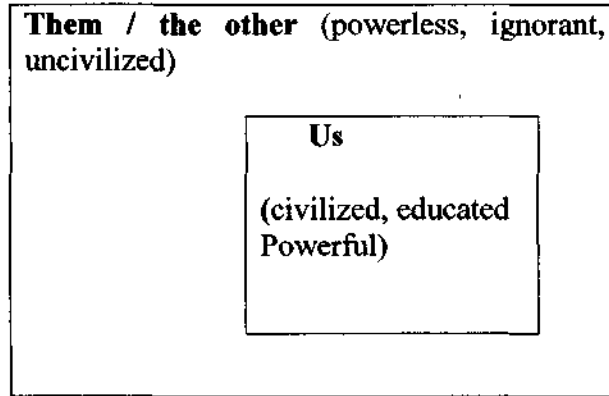 Them / the other (powerless, ignorant,
uncivilized)
Us
(civilized, educated
Powerful)